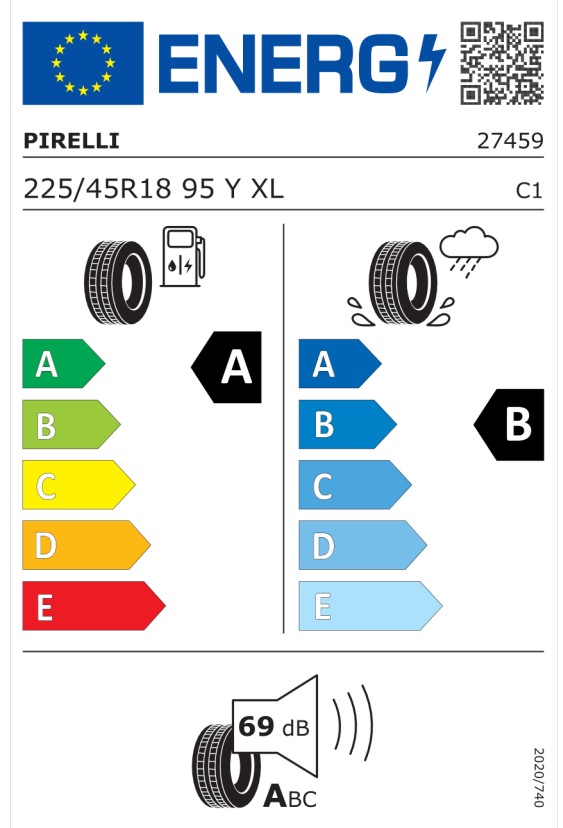 ENERG
PIRELLI 27459
225/45R18 95 Y XL C1
A A
B
C
D
E
A
B B
C
D
E
69 dB
ABC
2020/740